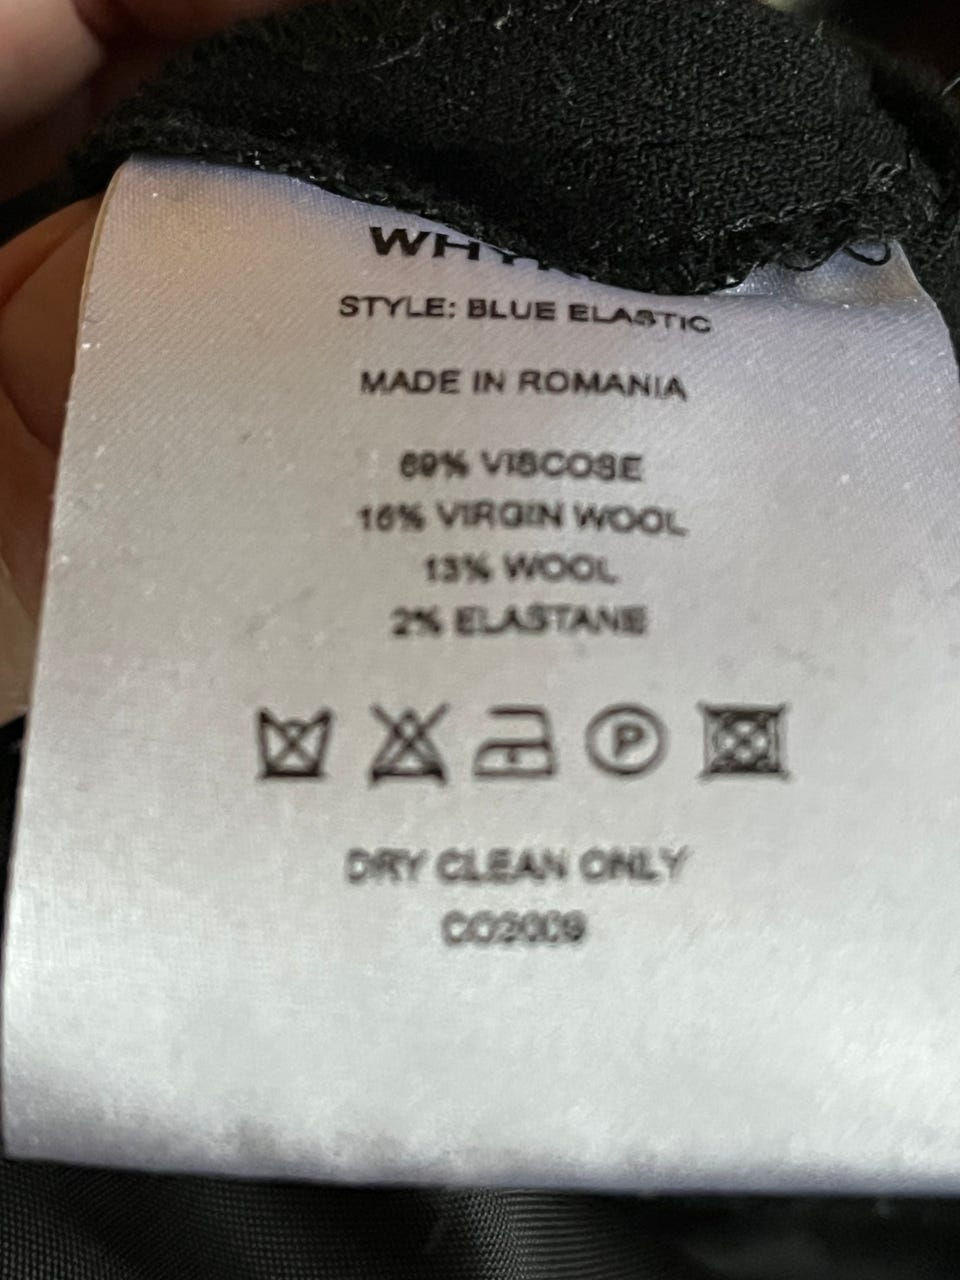 STYLE: BLUE ELASTIC
MADE IN ROMANIA
69% VISCOSE
16% VIRGIN WOOL
13% WOOL
2% ELASTANE
P
DRY CLEAN ONLY
CO2009